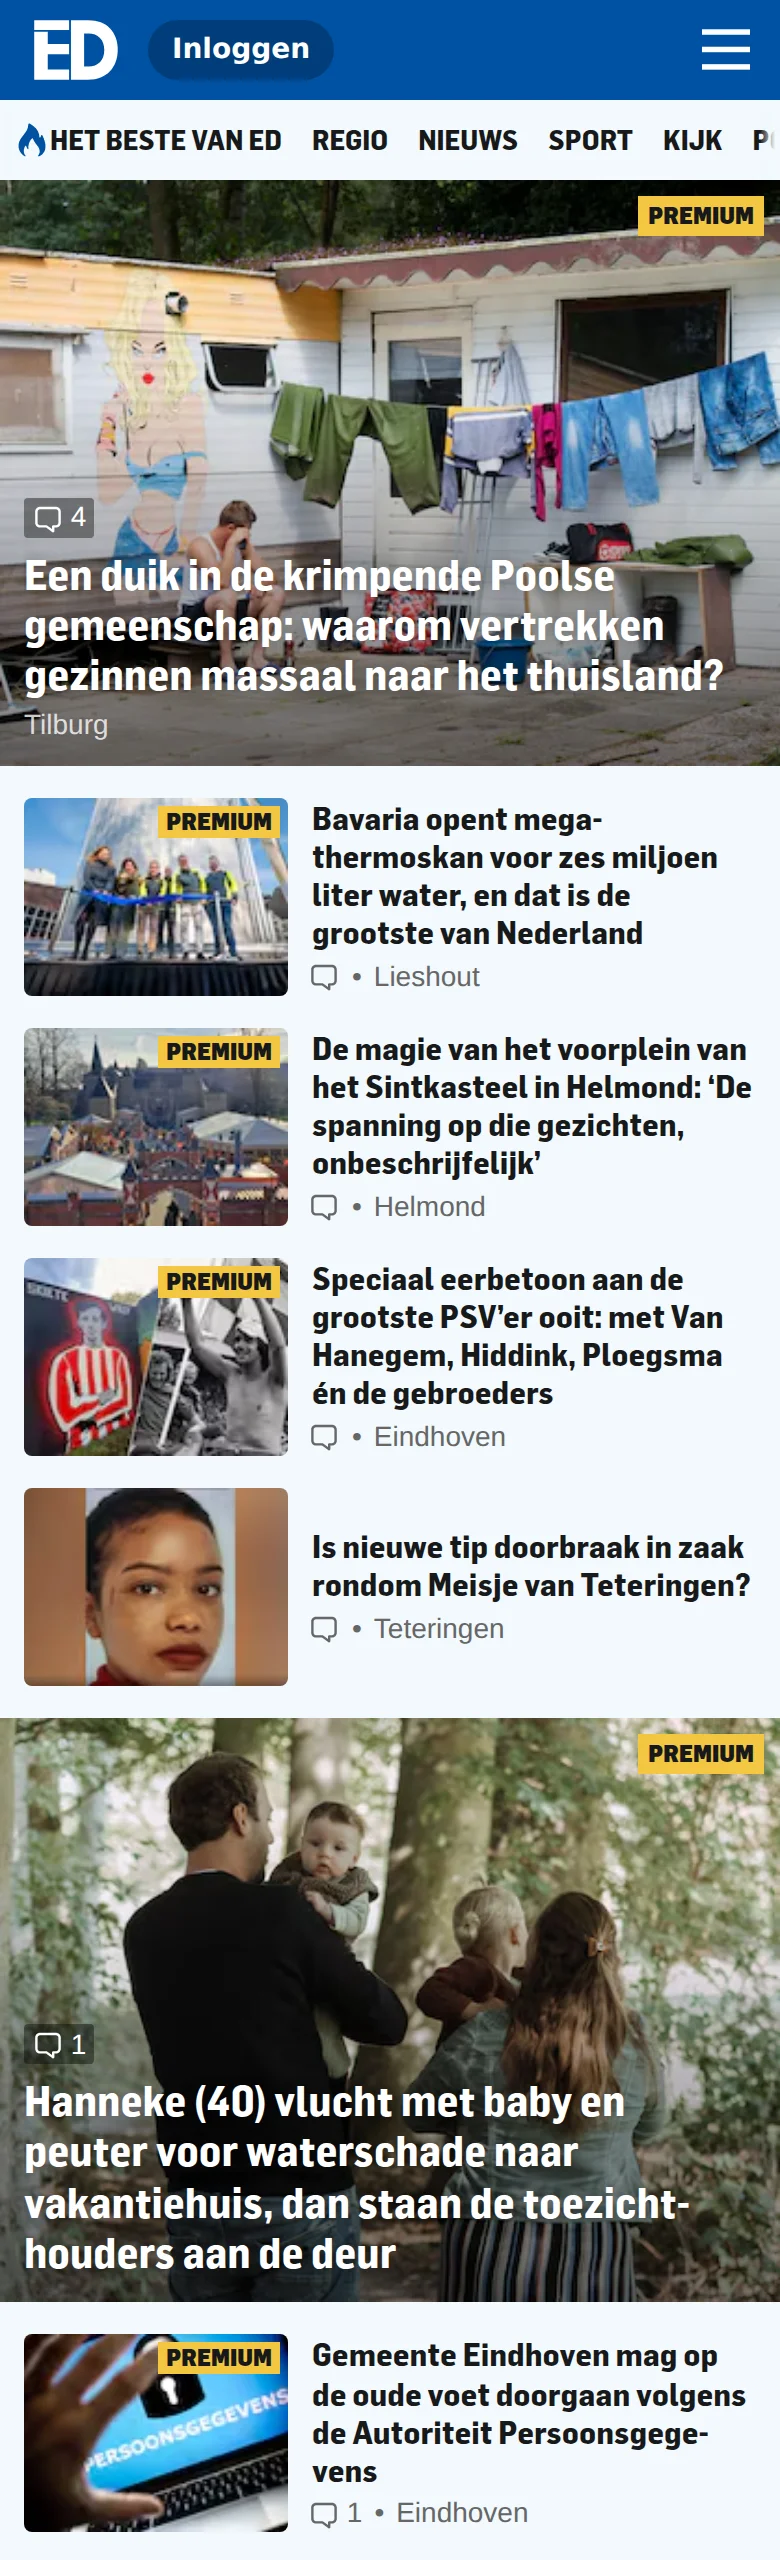 ED
Inloggen
HET BESTE VAN ED REGIO NIEUWS SPORT KIJK
PREMIUM
4
Een duik in de krimpende Poolse
gemeenschap: waarom vertrekken
gezinnen massaal naar het thuisland?
Tilburg
PREMIUM
Bavaria opent mega-
thermoskan voor zes miljoen
liter water, en dat is de
grootste van Nederland
• Lieshout
PREMIUM
De magie van het voorplein van
het Sintkasteel in Helmond: ‘De
spanning op die gezichten,
onbeschrijfelijk’
• Helmond
PREMIUM
Speciaal eerbetoon aan de
grootste PSV’er ooit: met Van
Hanegem, Hiddink, Ploegsma
én de gebroeders
• Eindhoven
Is nieuwe tip doorbraak in zaak
rondom Meisje van Teteringen?
• Teteringen
PREMIUM
1
Hanneke (40) vlucht met baby en
peuter voor waterschade naar
vakantiehuis, dan staan de toezicht-
houders aan de deur
PREMIUM
PERSOONSGEGEVENS
Gemeente Eindhoven mag op
de oude voet doorgaan volgens
de Autoriteit Persoonsgege-
vens
1 • Eindhoven